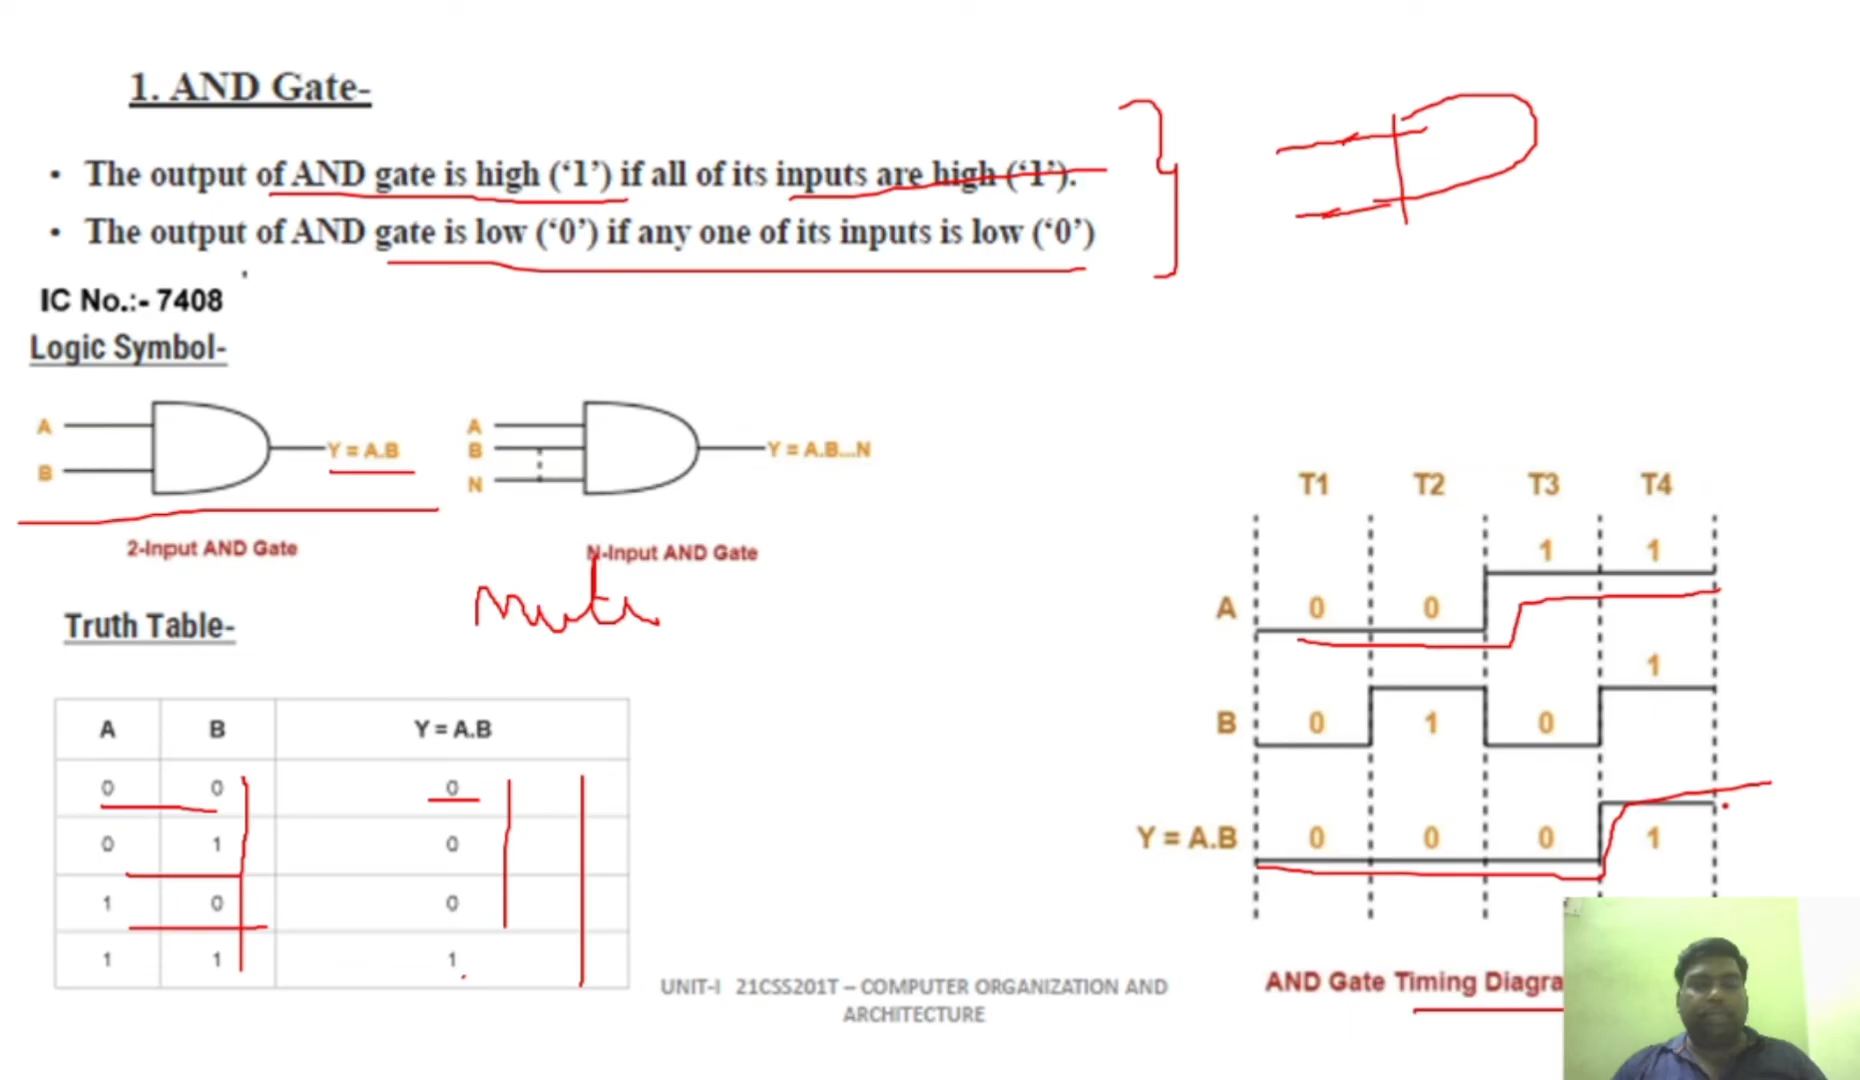 1. AND Gate-
• The output of AND gate is high (‘1’) if all of its inputs are high (‘1’).
• The output of AND gate is low (‘0’) if any one of its inputs is low (‘0’)
IC No.:- 7408
Logic Symbol-
A
B
Y = A.B
2-Input AND Gate
A
B
N
Y = A.B...N
N-Input AND Gate
Truth Table-
A B Y = A.B
0 0 0
0 1 0
1 0 0
1 1 1
T1 T2 T3 T4
1 1
A 0 0
1
B 0 1 0
Y = A.B 0 0 0 1
AND Gate Timing Diagra
UNIT-I 21CSS201T – COMPUTER ORGANIZATION AND
ARCHITECTURE